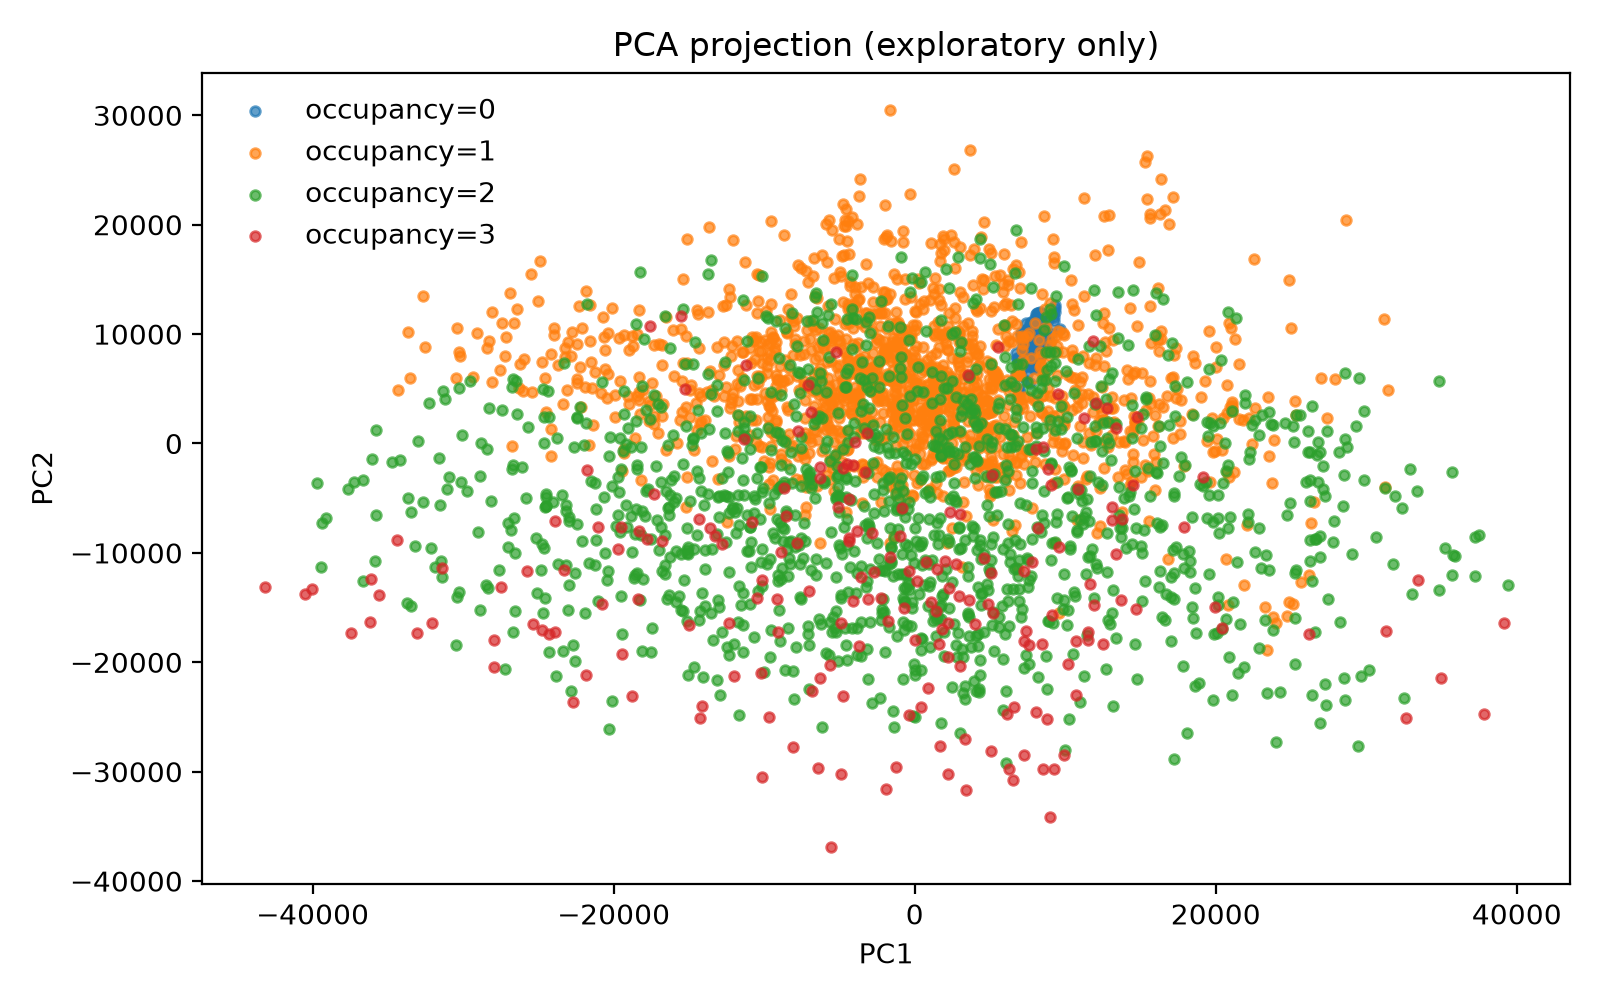 PCA projection (exploratory only)
occupancy=0
occupancy=1
occupancy=2
occupancy=3
30000
20000
10000
0
−10000
−20000
−30000
−40000
PC2
−40000
−20000
0
20000
40000
PC1